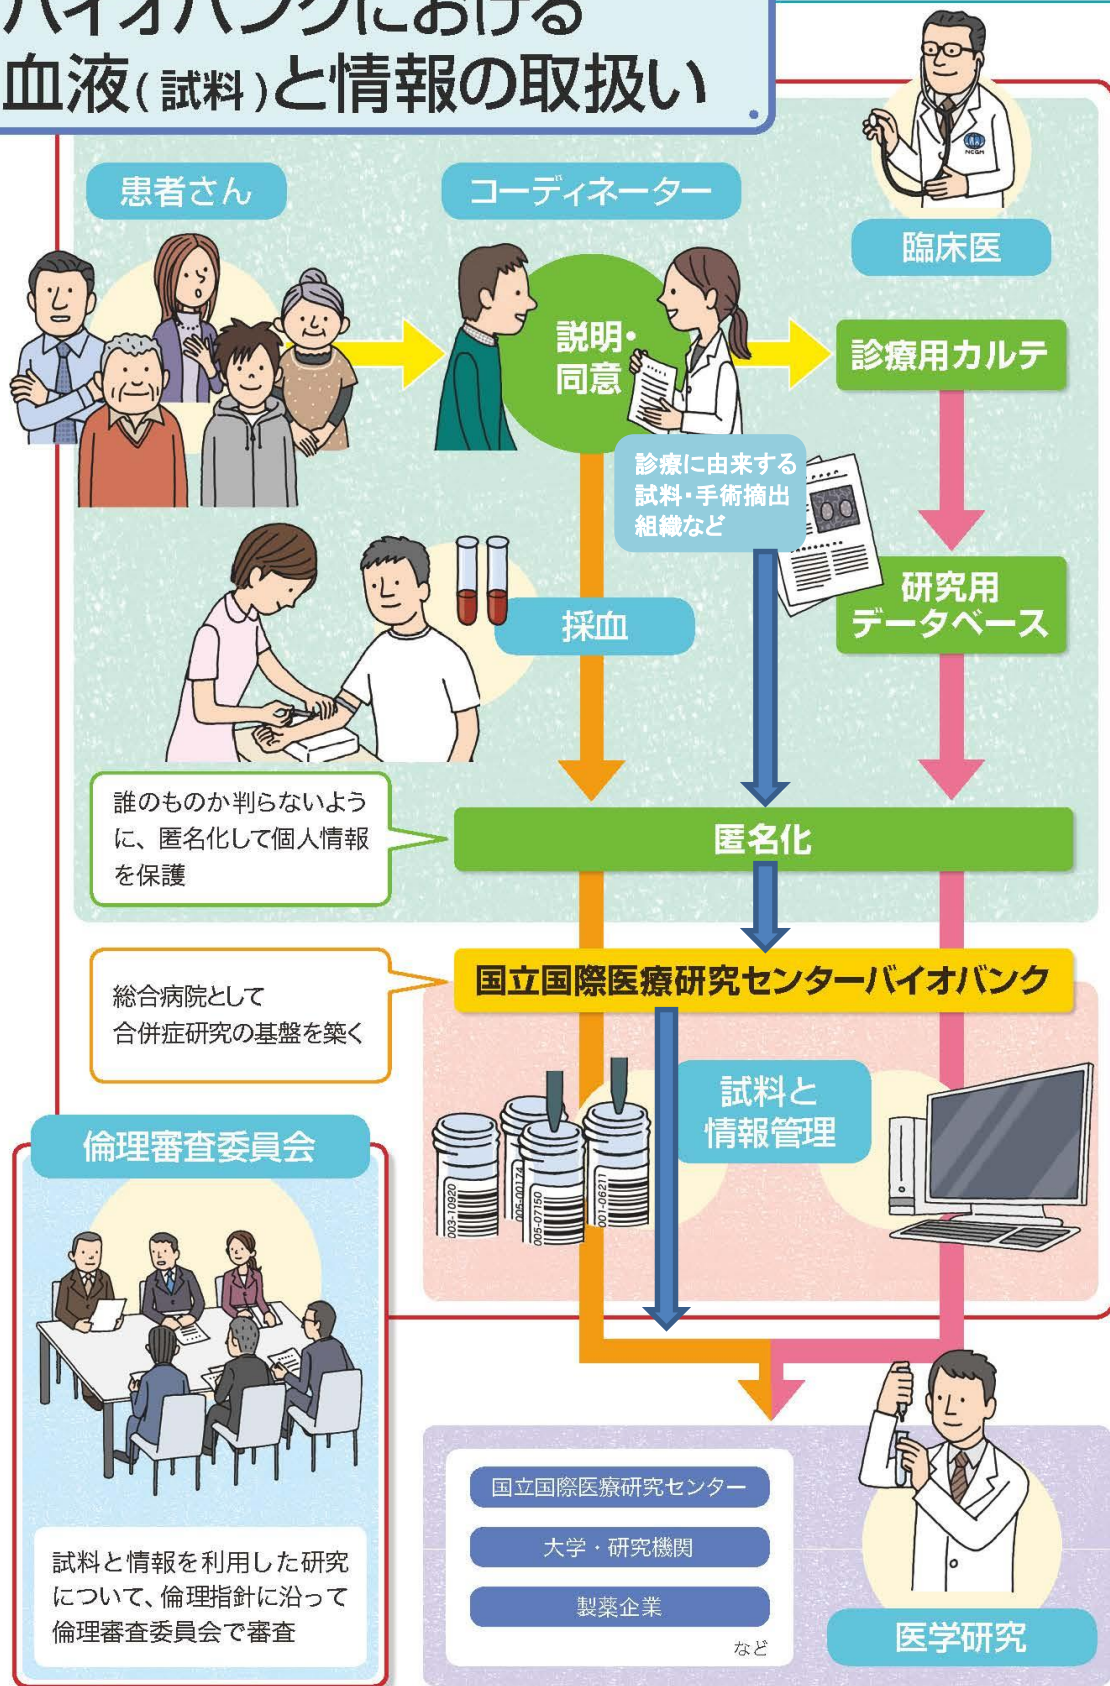 バイオバンクにおける
血液(試料)と情報の取扱い
NCGM
患者さん
コーディネーター
臨床医
説明・
同意
診療用カルテ
診療に由来する
試料・手術摘出
組織など
研究用
データベース
採血
誰のものか判らないよう
に、匿名化して個人情報
を保護
匿名化
総合病院として
合併症研究の基盤を築く
国立国際医療研究センターバイオバンク
試料と
情報管理
003-10920
005-00174
005-07150
001-06211
倫理審査委員会
試料と情報を利用した研究
について、倫理指針に沿って
倫理審査委員会で審査
国立国際医療研究センター
大学・研究機関
製薬企業
など
医学研究